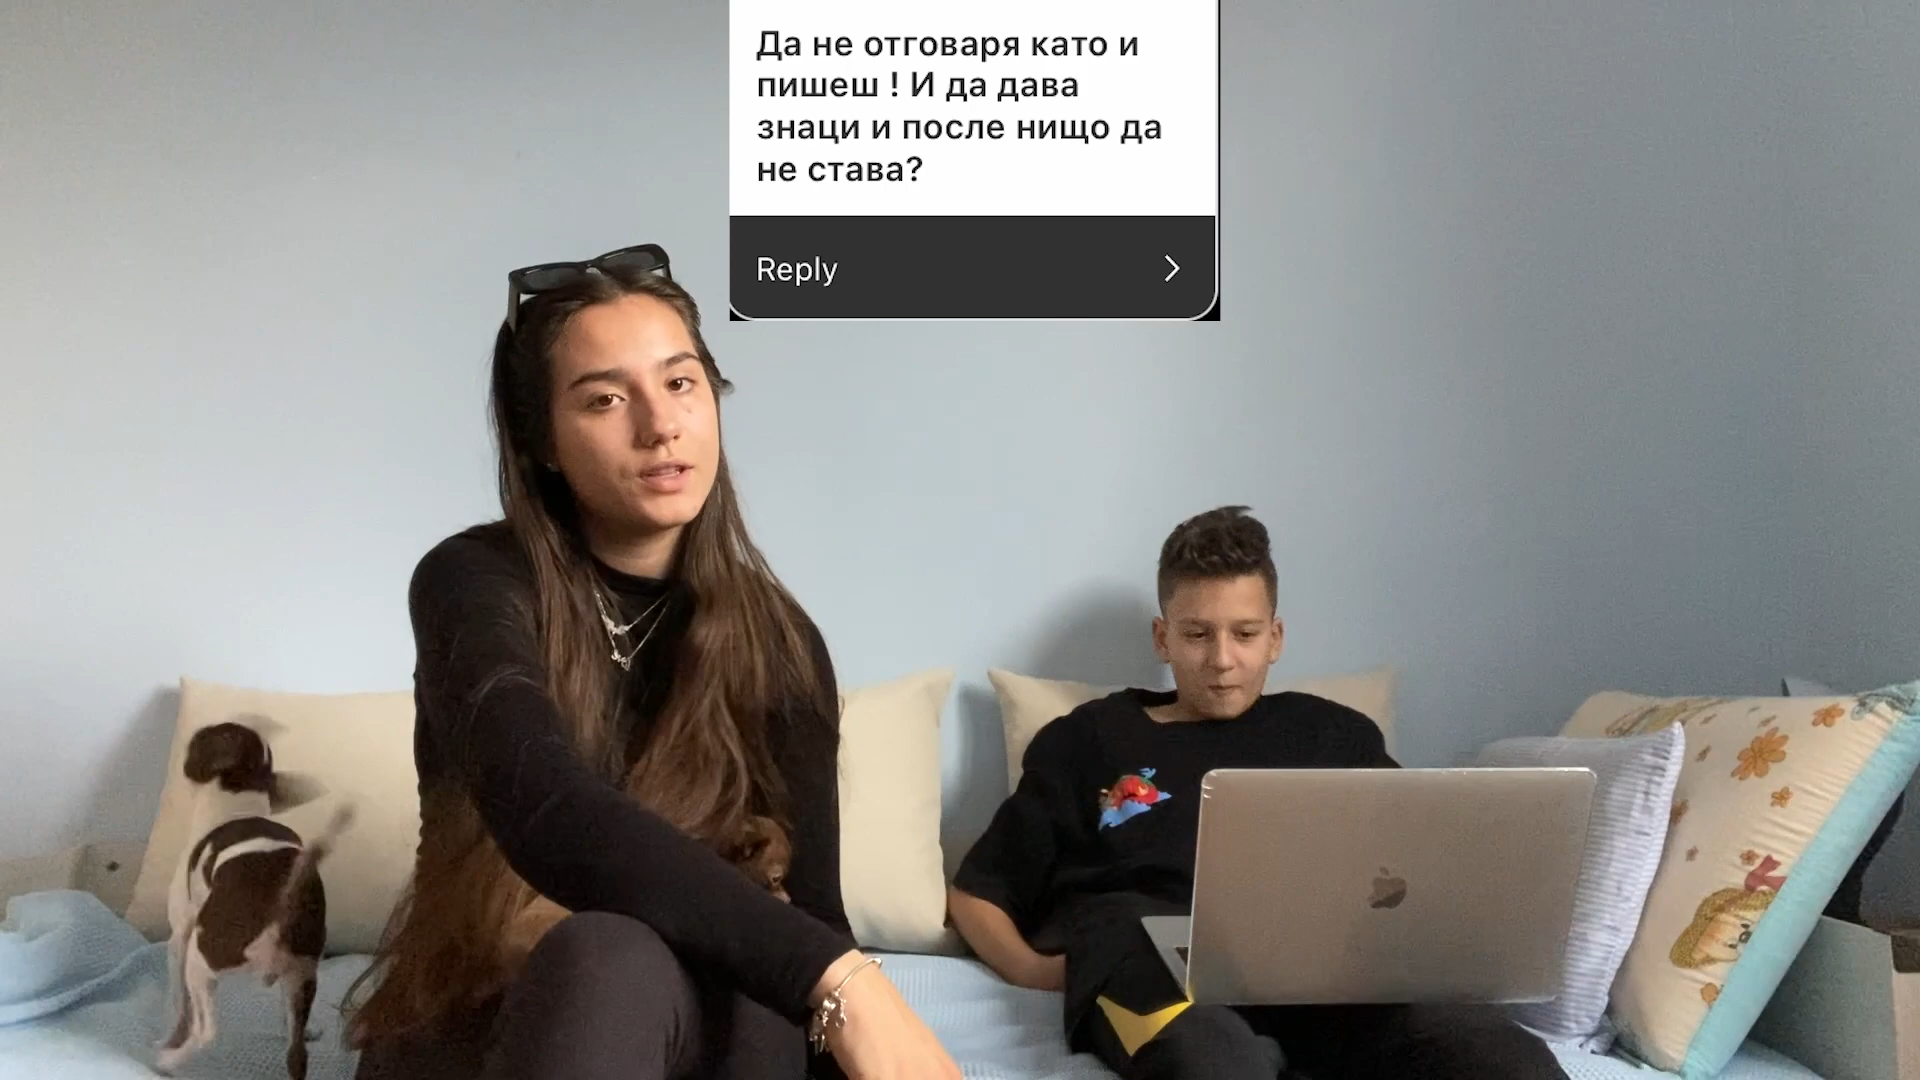 Да не отговаря като и
пишеш ! И да дава
знаци и после нищо да
не става?
Reply